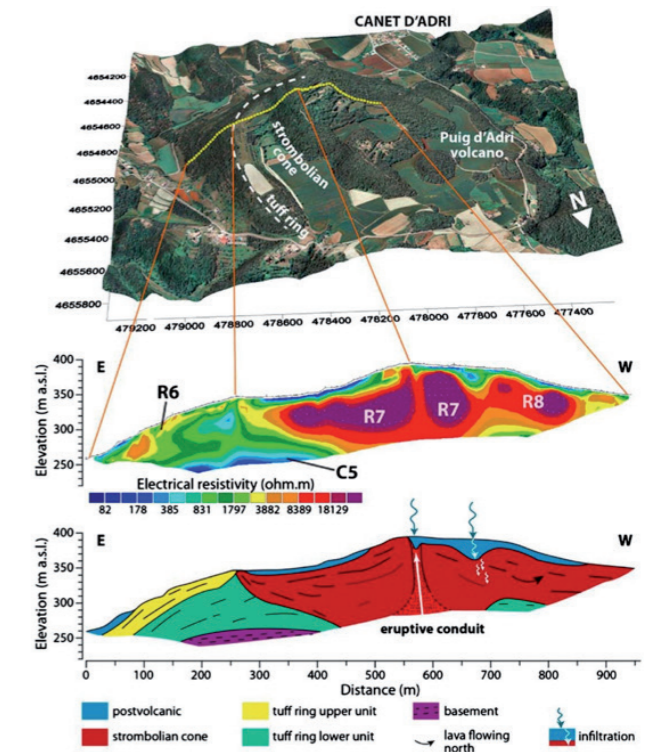 CANET D'ADRI
4654200
4654400
4654600
4654800
4655000
4655200
4655400
4655600
4655800
strombolian
cone
tuff ring
Puig d'Adri
volcano
N
479200 479000 478800 478600 478400 478200 478000 477800 477600 477400
E W
Elevation (m a.s.l.)
400
350
300
250
R6
R7 R7 R8
C5
Electrical resistivity (ohm.m)
82 178 385 831 1797 3882 8389 18129
E W
Elevation (m a.s.l.)
400
350
300
250
eruptive conduit
0 100 200 300 400 500 600 700 800 900
Distance (m)
postvolcanic tuff ring upper unit basement infiltration
strombolian cone tuff ring lower unit lava flowing
north